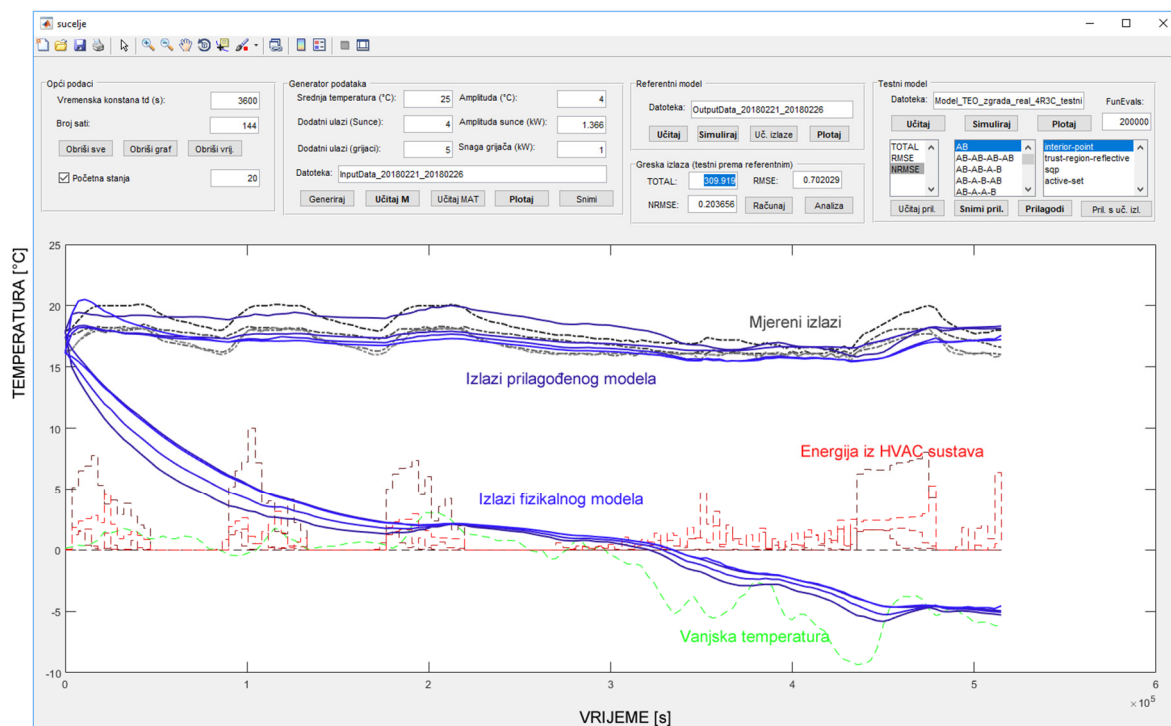 sucelje
Opći podaci
Vremenska konstana td (s):
3600
Broj sati:
144
Obriši sve
Obriši graf
Obriši vrij.
Početna stanja
20
Generator podataka
Srednja temperatura (°C):
25
Amplituda (°C):
4
Dodatni ulazi (Sunce):
4
Amplituda sunce (kW):
1.366
Dodatni ulazi (grijaci):
5
Snaga grijača (kW):
1
Datoteka:
InputData_20180221_20180226
Generiraj
Učitaj M
Učitaj MAT
Plotaj
Snimi
Referentni model
Datoteka:
OutputData_20180221_20180226
Učitaj
Simuliraj
Uč. izlaze
Plotaj
Greska izlaza (testni prema referentnim)
TOTAL:
309.919
RMSE:
0.702029
NRMSE:
0.203656
Računaj
Analiza
Testni model
Datoteka:
Model_TEO_zgrada_real_4R3C_testni
FunEvals:
Učitaj
Simuliraj
Plotaj
200000
TOTAL
RMSE
NRMSE
AB
AB-AB-AB-AB
AB-AB-A-B
AB-A-B-AB
AB-A-A-B
interior-point
trust-region-reflective
sqp
active-set
Učitaj pril.
Snimi pril.
Prilagodi
Pril. s uč. izl.
TEMPERATURA [°C]
25
20
15
10
5
0
-5
-10
Mjereni izlazi
Izlazi prilagođenog modela
Energija iz HVAC sustava
Izlazi fizikalnog modela
Vanjska temperatura
0
1
2
3
4
5
6
× 10⁵
VRIJEME [s]